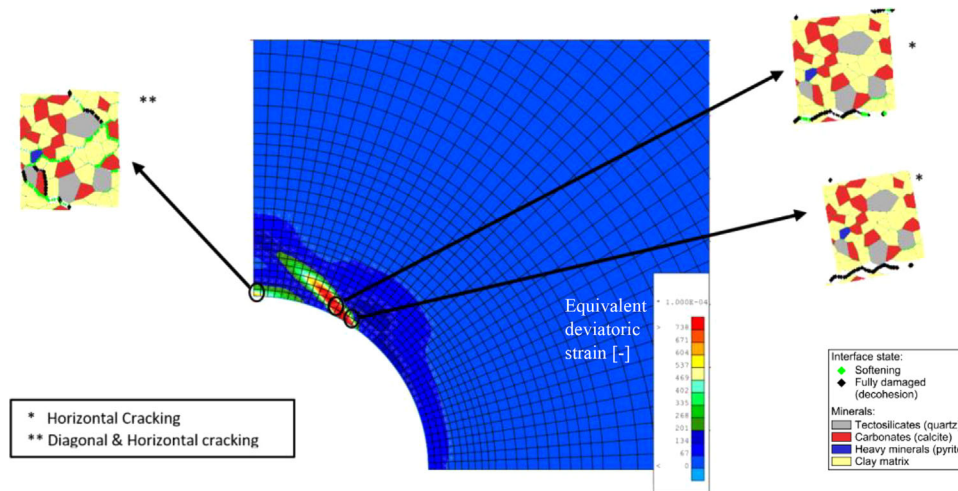 **
*
*
Equivalent
deviatoric
strain [-]
* 1.000E-04
>
738
671
604
537
469
402
335
268
201
134
67
< 0
* Horizontal Cracking
** Diagonal & Horizontal cracking
Interface state:
Softening
Fully damaged
(decohesion)
Minerals:
Tectosilicates (quartz
Carbonates (calcite)
Heavy minerals (pyrite
Clay matrix